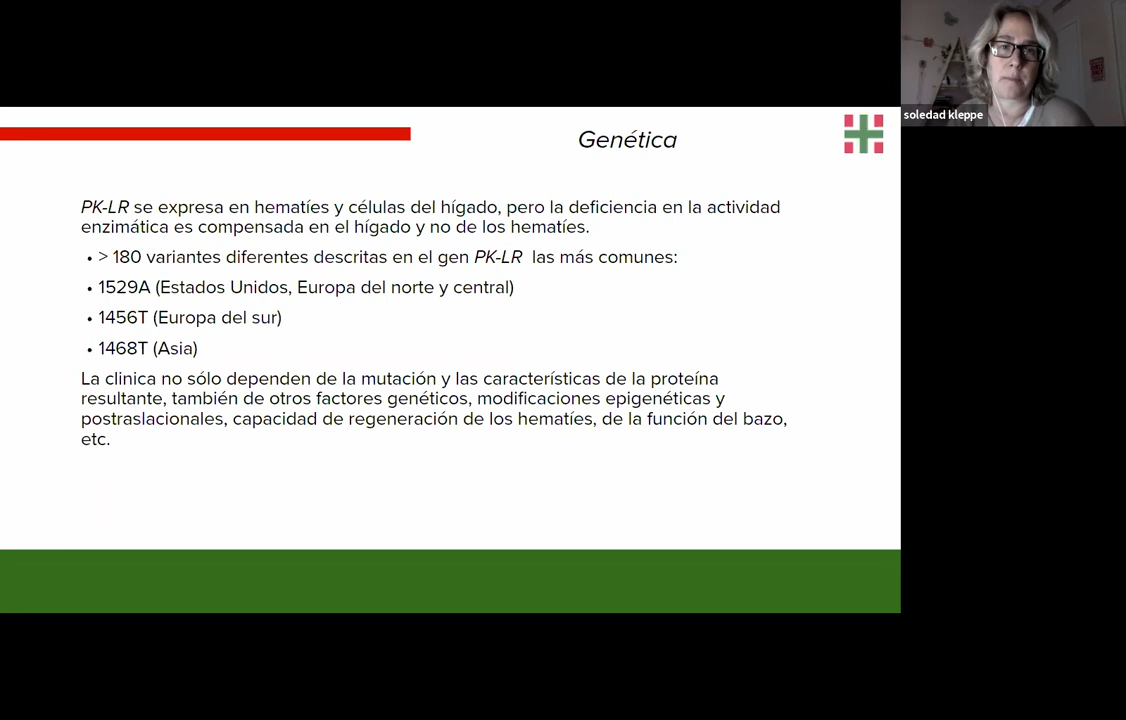 Genética
soledad kleppe
PK-LR se expresa en hematíes y células del hígado, pero la deficiencia en la actividad
enzimática es compensada en el hígado y no de los hematíes.
• > 180 variantes diferentes descritas en el gen PK-LR las más comunes:
• 1529A (Estados Unidos, Europa del norte y central)
• 1456T (Europa del sur)
• 1468T (Asia)
La clinica no sólo dependen de la mutación y las características de la proteína
resultante, también de otros factores genéticos, modificaciones epigenéticas y
postraslacionales, capacidad de regeneración de los hematíes, de la función del bazo,
etc.